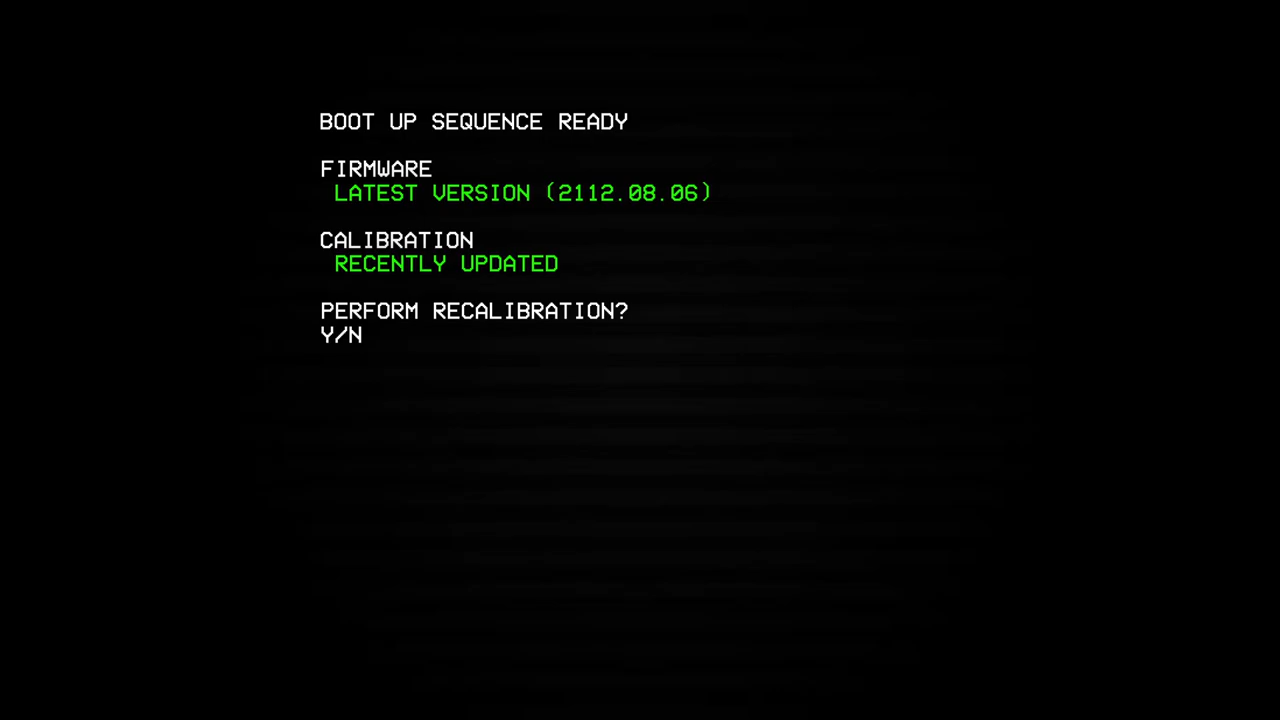 BOOT UP SEQUENCE READY
FIRMWARE
LATEST VERSION (2112.08.06)
CALIBRATION
RECENTLY UPDATED
PERFORM RECALIBRATION?
Y/N